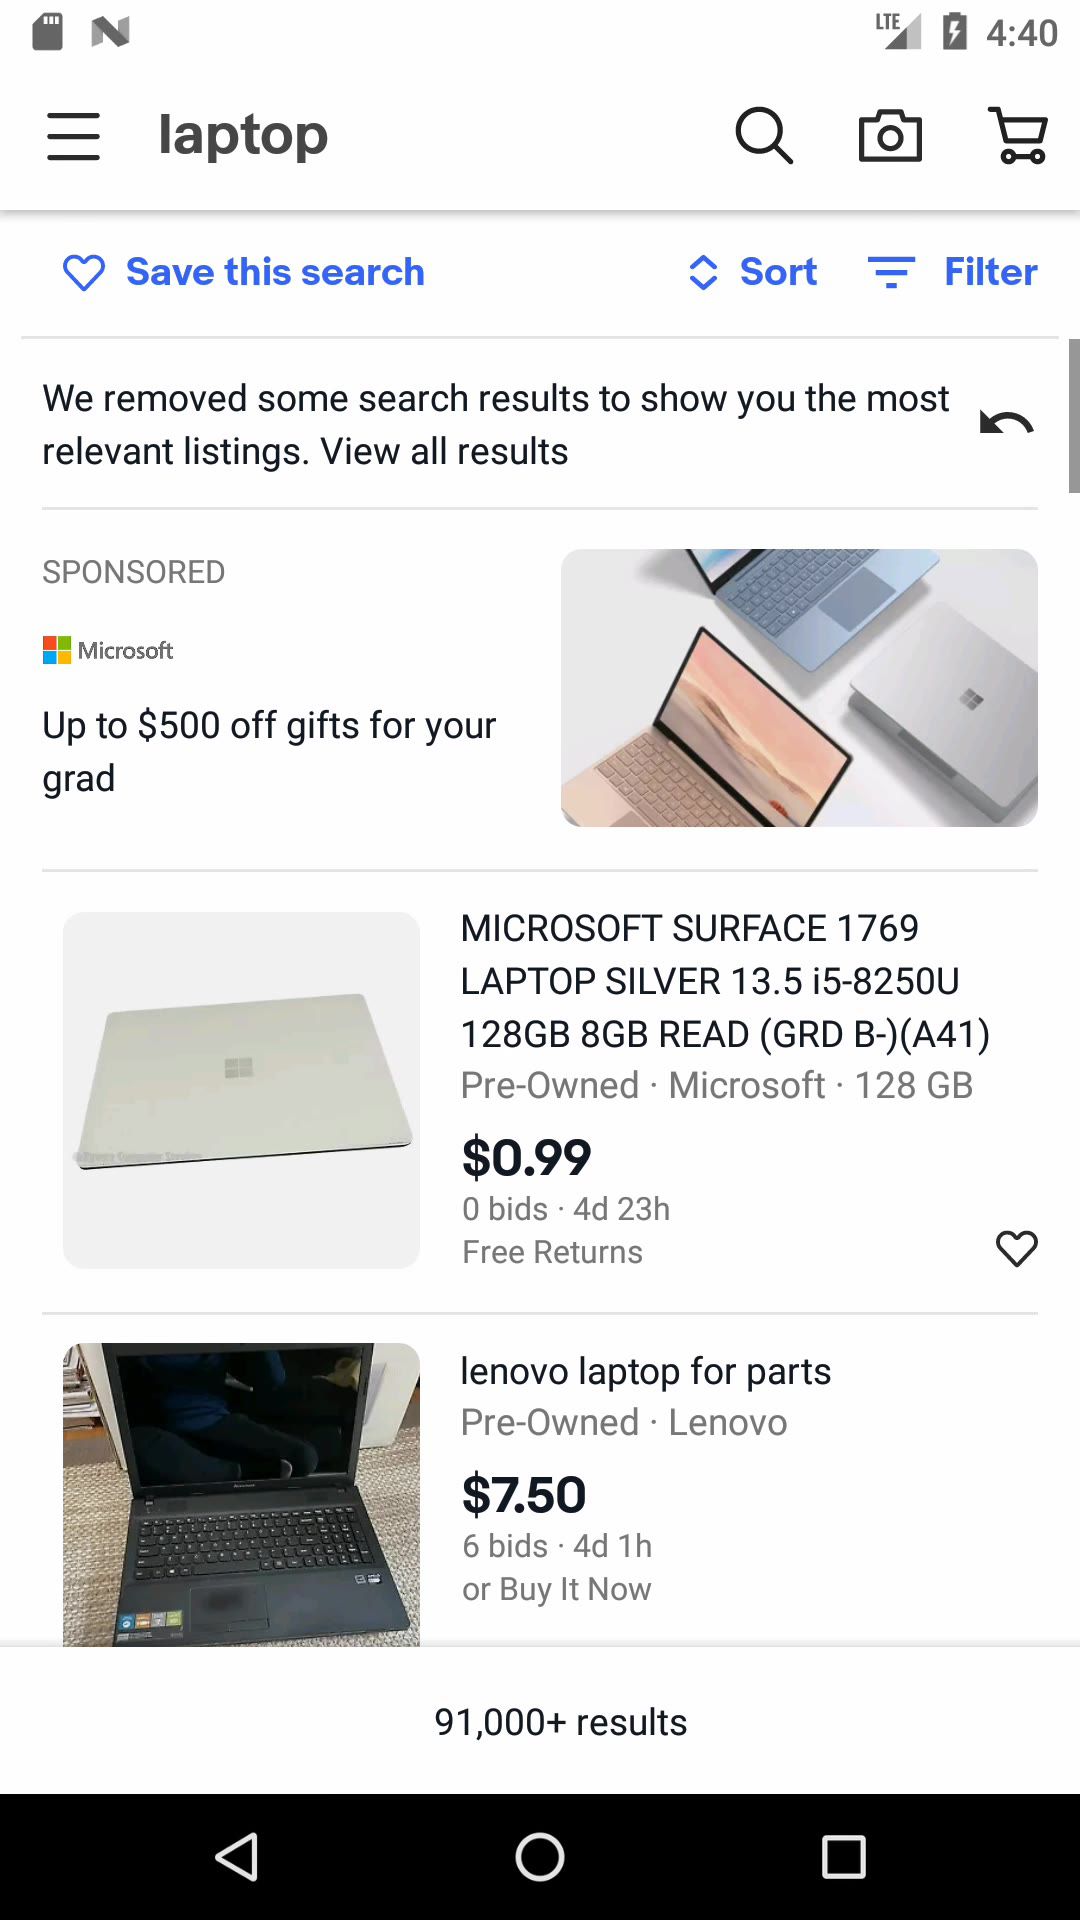 LTE 4:40
laptop
Save this search
Sort
Filter
We removed some search results to show you the most
relevant listings. View all results
SPONSORED
Microsoft
Up to $500 off gifts for your
grad
MICROSOFT SURFACE 1769
LAPTOP SILVER 13.5 i5-8250U
128GB 8GB READ (GRD B-)(A41)
Pre-Owned · Microsoft · 128 GB
$0.99
0 bids · 4d 23h
Free Returns
lenovo laptop for parts
Pre-Owned · Lenovo
$7.50
6 bids · 4d 1h
or Buy It Now
91,000+ results